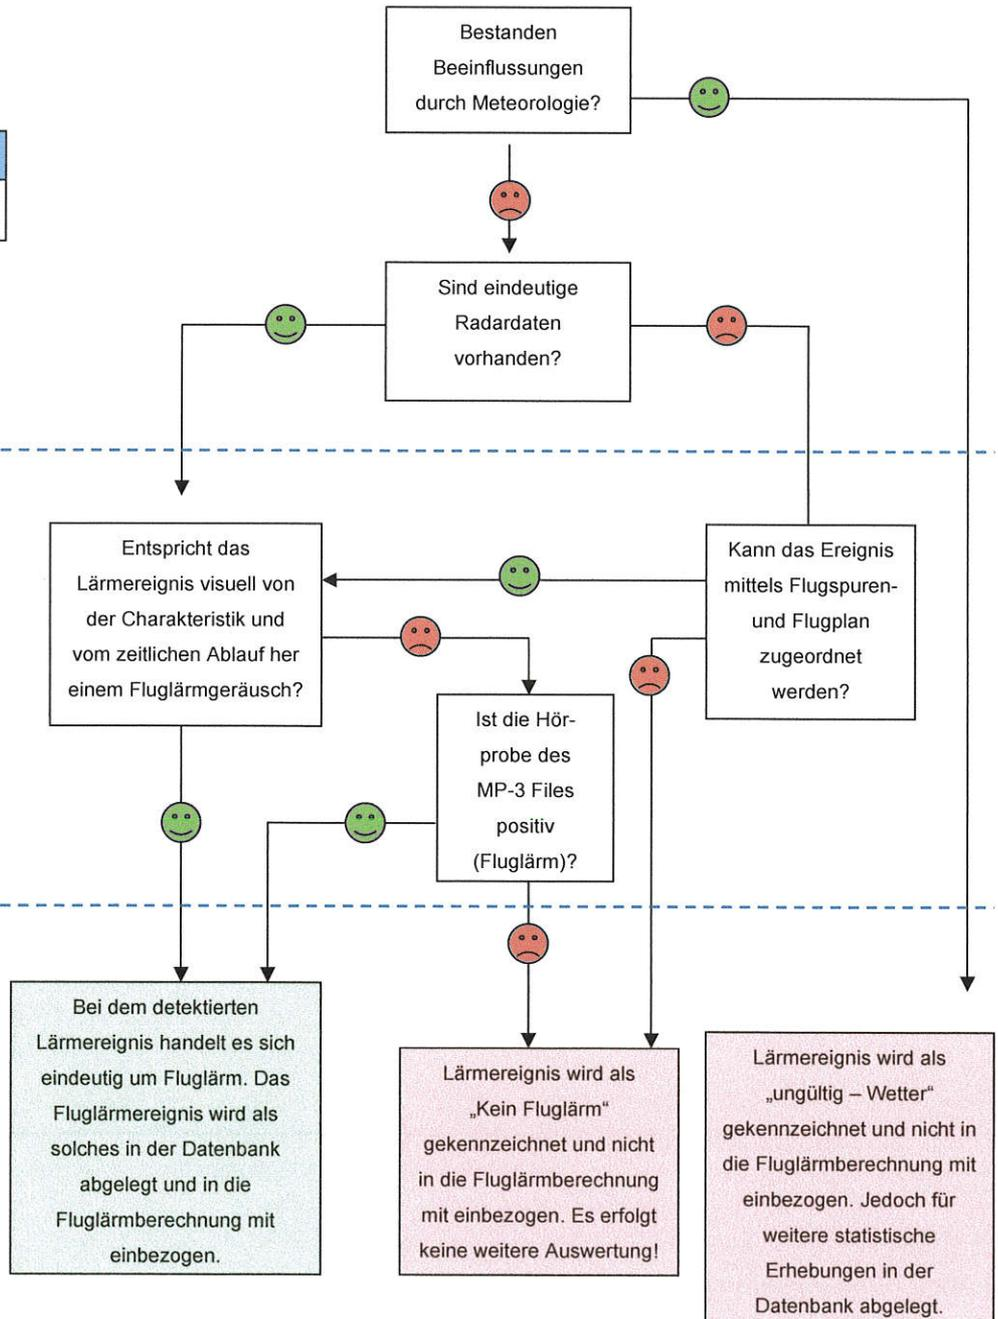 Bestanden
Beeinflussungen
durch Meteorologie?
Sind eindeutige
Radardaten
vorhanden?
Entspricht das
Lärmereignis visuell von
der Charakteristik und
vom zeitlichen Ablauf her
einem Fluglärmgeräusch?
Kann das Ereignis
mittels Flugspuren-
und Flugplan
zugeordnet
werden?
Ist die Hör-
probe des
MP-3 Files
positiv
(Fluglärm)?
Bei dem detektierten
Lärmereignis handelt es sich
eindeutig um Fluglärm. Das
Fluglärmereignis wird als
solches in der Datenbank
abgelegt und in die
Fluglärmberechnung mit
einbezogen.
Lärmereignis wird als
„Kein Fluglärm“
gekennzeichnet und nicht
in die Fluglärmberechnung
mit einbezogen. Es erfolgt
keine weitere Auswertung!
Lärmereignis wird als
„ungültig – Wetter“
gekennzeichnet und nicht in
die Fluglärmberechnung mit
einbezogen. Jedoch für
weitere statistische
Erhebungen in der
Datenbank abgelegt.